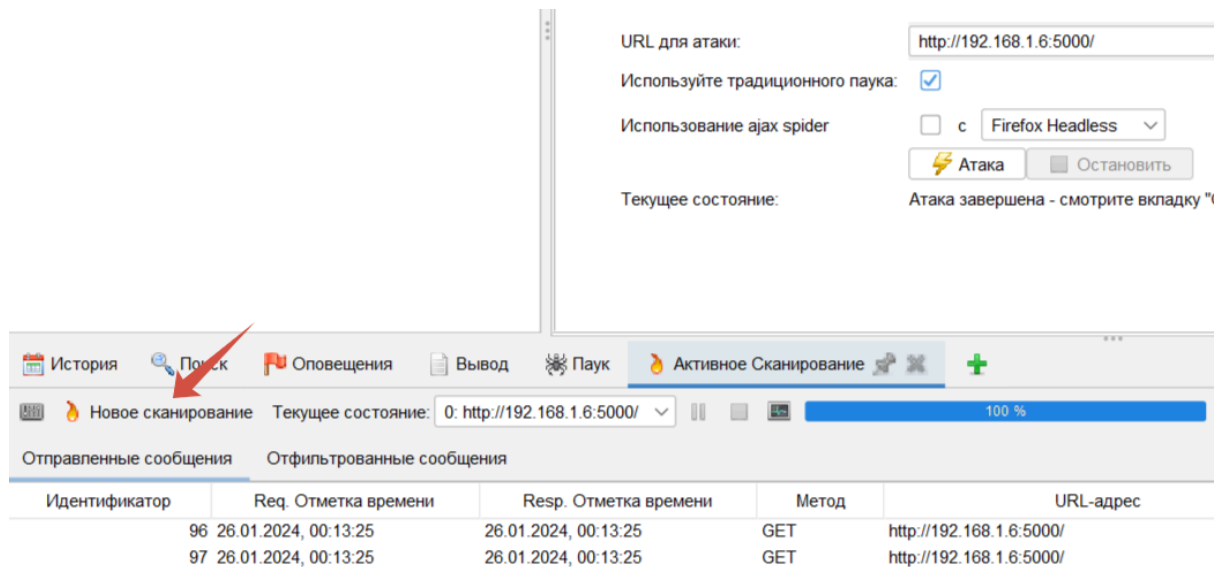 URL для атаки: http://192.168.1.6:5000/
Используйте традиционного паука:
Использование ajax spider с Firefox Headless
Атака Остановить
Текущее состояние: Атака завершена - смотрите вкладку "
История Поиск Оповещения Вывод Паук Активное Сканирование
Новое сканирование Текущее состояние: 0: http://192.168.1.6:5000/ 100 %
Отправленные сообщения Отфильтрованные сообщения
Идентификатор Req. Отметка времени Resp. Отметка времени Метод URL-адрес
96 26.01.2024, 00:13:25 26.01.2024, 00:13:25 GET http://192.168.1.6:5000/
97 26.01.2024, 00:13:25 26.01.2024, 00:13:25 GET http://192.168.1.6:5000/